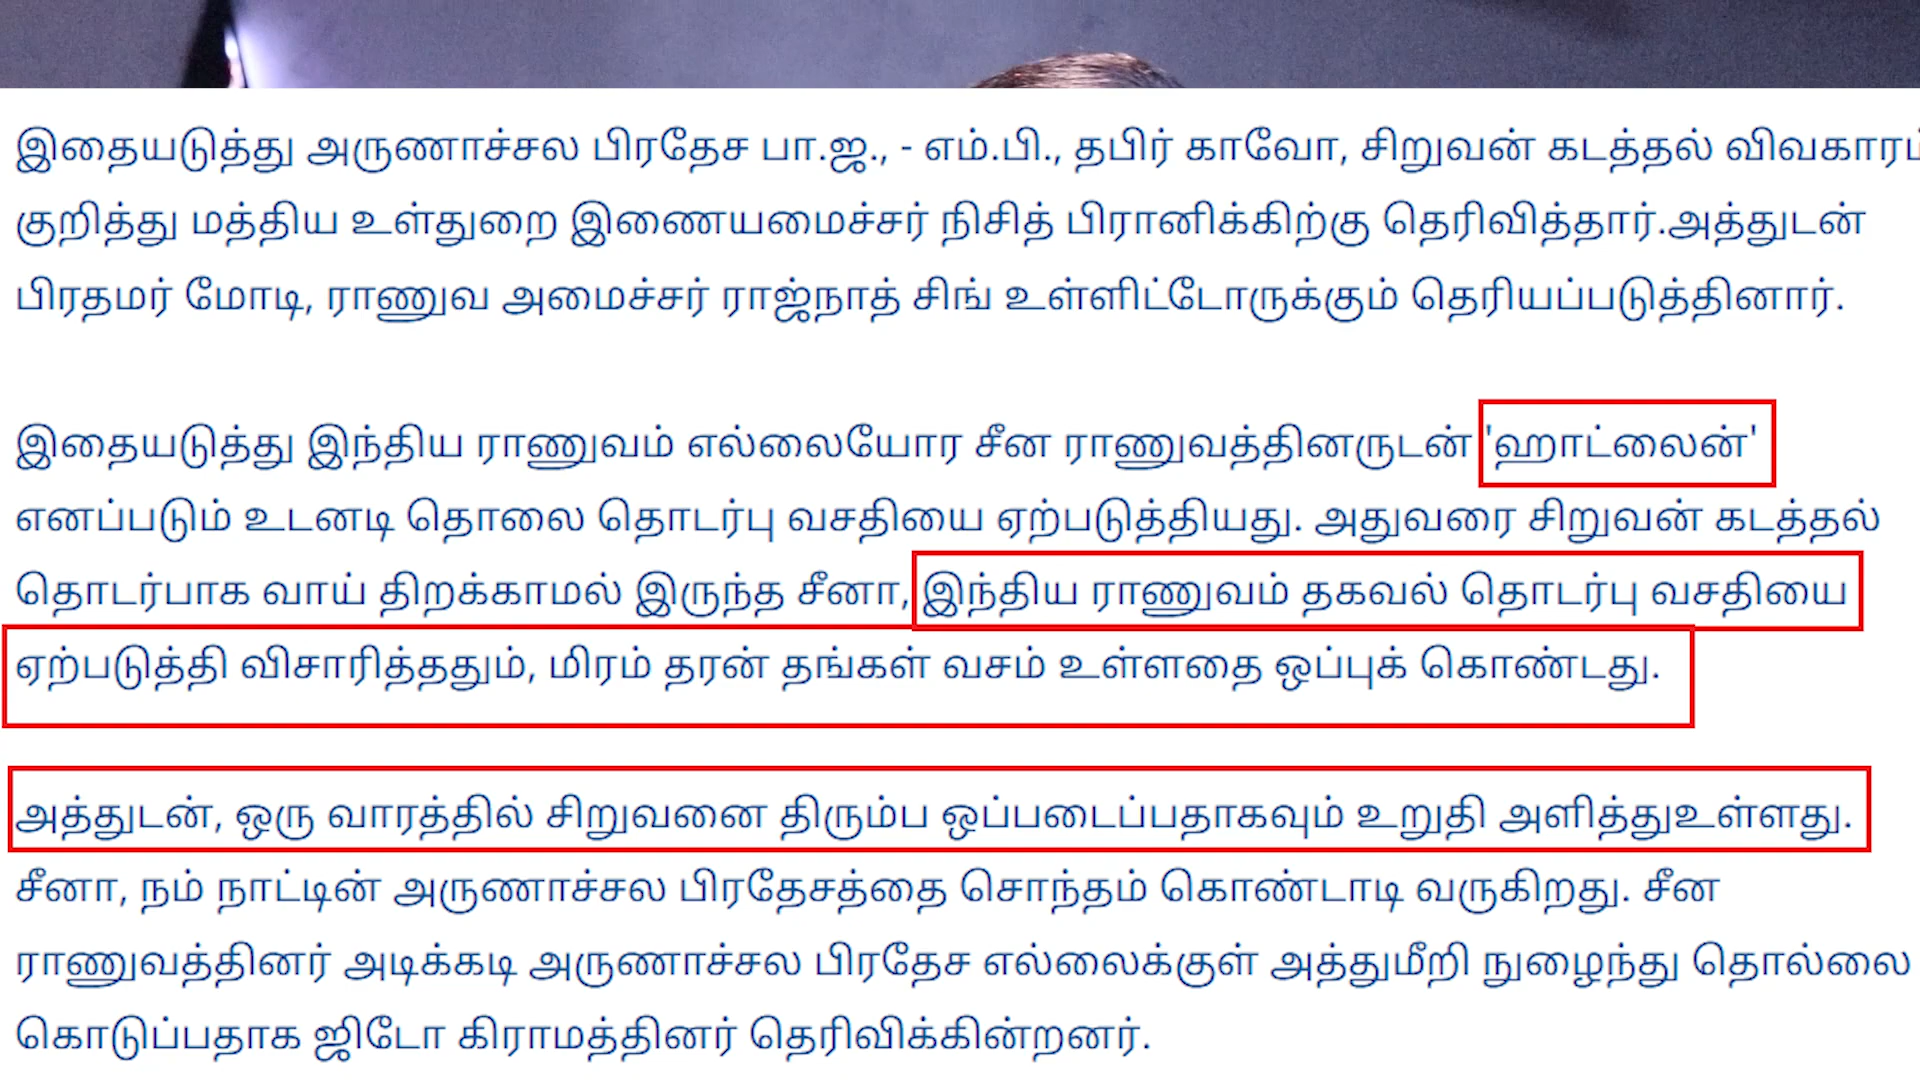 இதையடுத்து அருணாச்சல பிரதேச பா.ஜ., - எம்.பி., தபிர் காவோ, சிறுவன் கடத்தல் விவகாரம்
குறித்து மத்திய உள்துறை இணையமைச்சர் நிசித் பிரானிக்கிற்கு தெரிவித்தார்.அத்துடன்
பிரதமர் மோடி, ராணுவ அமைச்சர் ராஜ்நாத் சிங் உள்ளிட்டோருக்கும் தெரியப்படுத்தினார்.
இதையடுத்து இந்திய ராணுவம் எல்லையோர சீன ராணுவத்தினருடன் 'ஹாட்லைன்'
எனப்படும் உடனடி தொலை தொடர்பு வசதியை ஏற்படுத்தியது. அதுவரை சிறுவன் கடத்தல்
தொடர்பாக வாய் திறக்காமல் இருந்த சீனா, இந்திய ராணுவம் தகவல் தொடர்பு வசதியை
ஏற்படுத்தி விசாரித்ததும், மிரம் தரன் தங்கள் வசம் உள்ளதை ஒப்புக் கொண்டது.
அத்துடன், ஒரு வாரத்தில் சிறுவனை திரும்ப ஒப்படைப்பதாகவும் உறுதி அளித்துஉள்ளது.
சீனா, நம் நாட்டின் அருணாச்சல பிரதேசத்தை சொந்தம் கொண்டாடி வருகிறது. சீன
ராணுவத்தினர் அடிக்கடி அருணாச்சல பிரதேச எல்லைக்குள் அத்துமீறி நுழைந்து தொல்லை
கொடுப்பதாக ஜிடோ கிராமத்தினர் தெரிவிக்கின்றனர்.